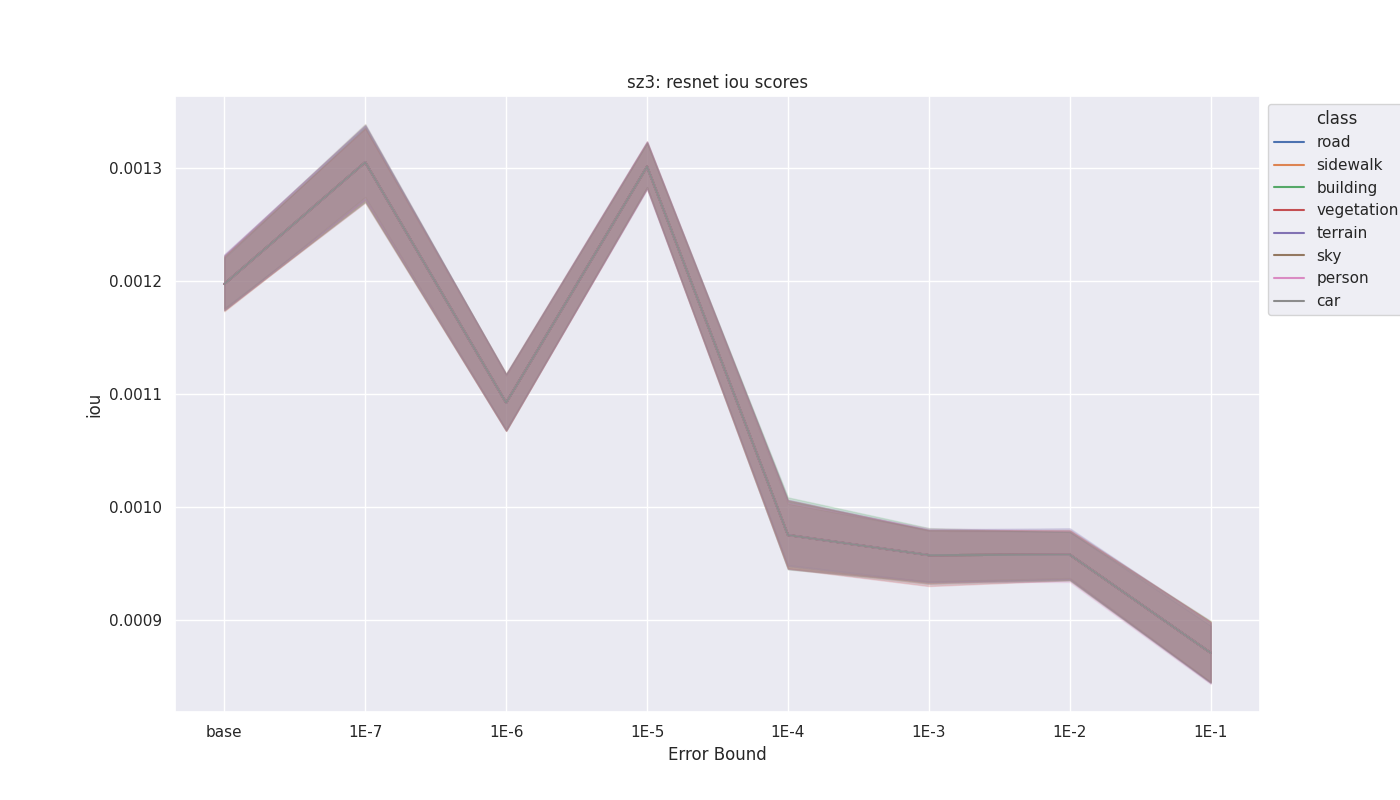 sz3: resnet iou scores
class
road
sidewalk
building
vegetation
terrain
sky
person
car
iou
0.0013
0.0012
0.0011
0.0010
0.0009
base 1E-7 1E-6 1E-5 1E-4 1E-3 1E-2 1E-1
Error Bound